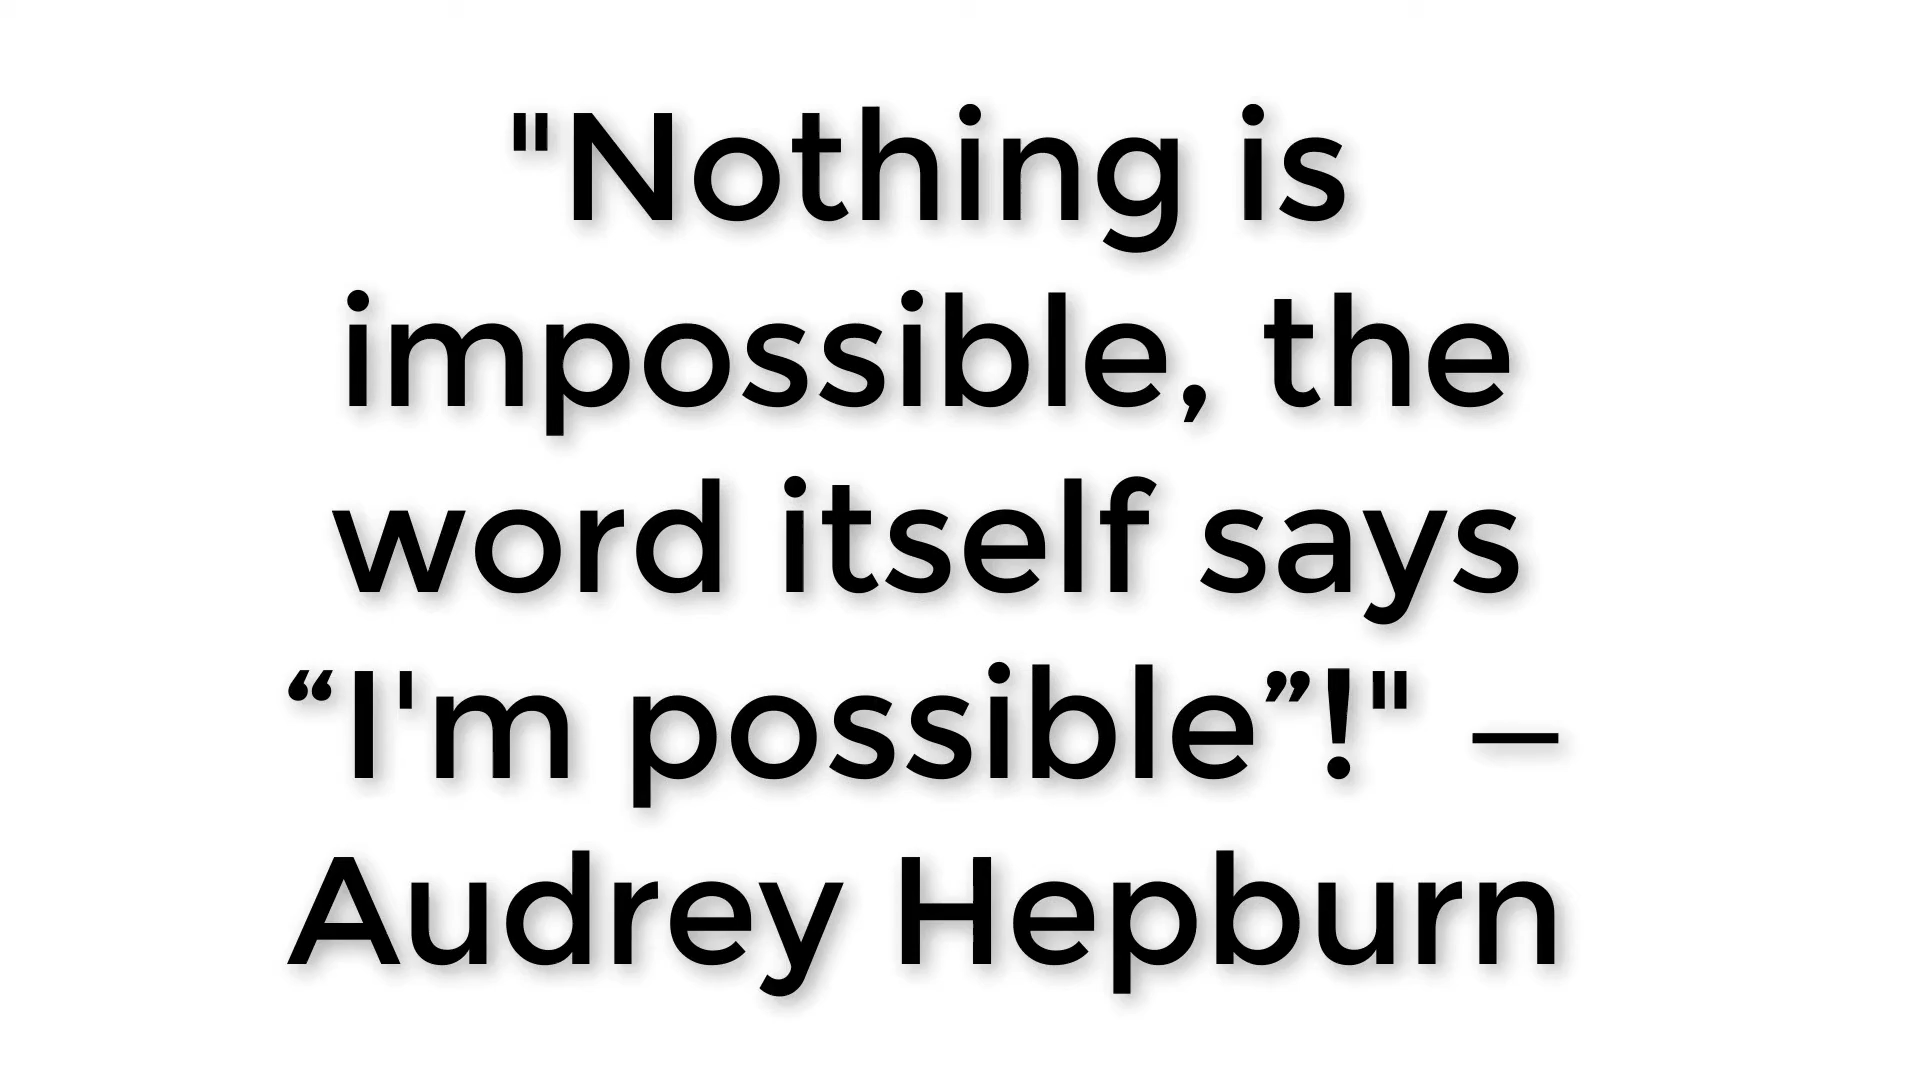 "Nothing is
impossible, the
word itself says
“I'm possible”!" –
Audrey Hepburn